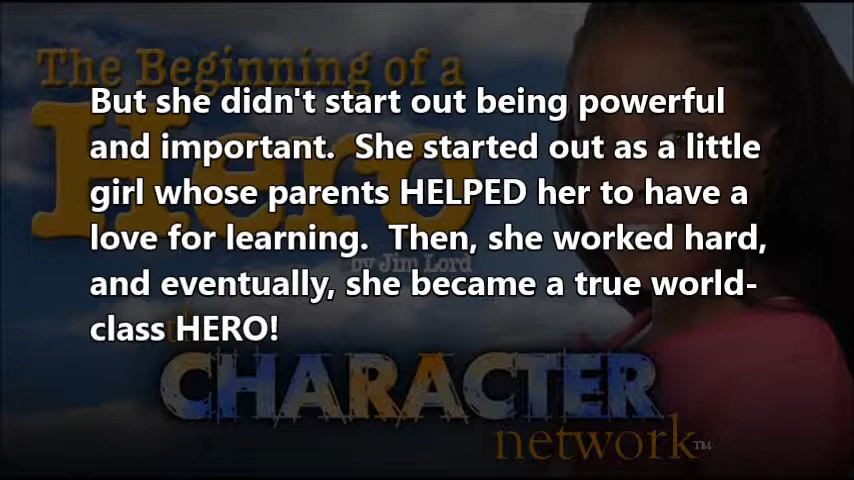 The Beginning of a
Hero
by Jim Lord
But she didn't start out being powerful
and important.  She started out as a little
girl whose parents HELPED her to have a
love for learning.  Then, she worked hard,
and eventually, she became a true world-
class HERO!
the
CHARACTER
network™